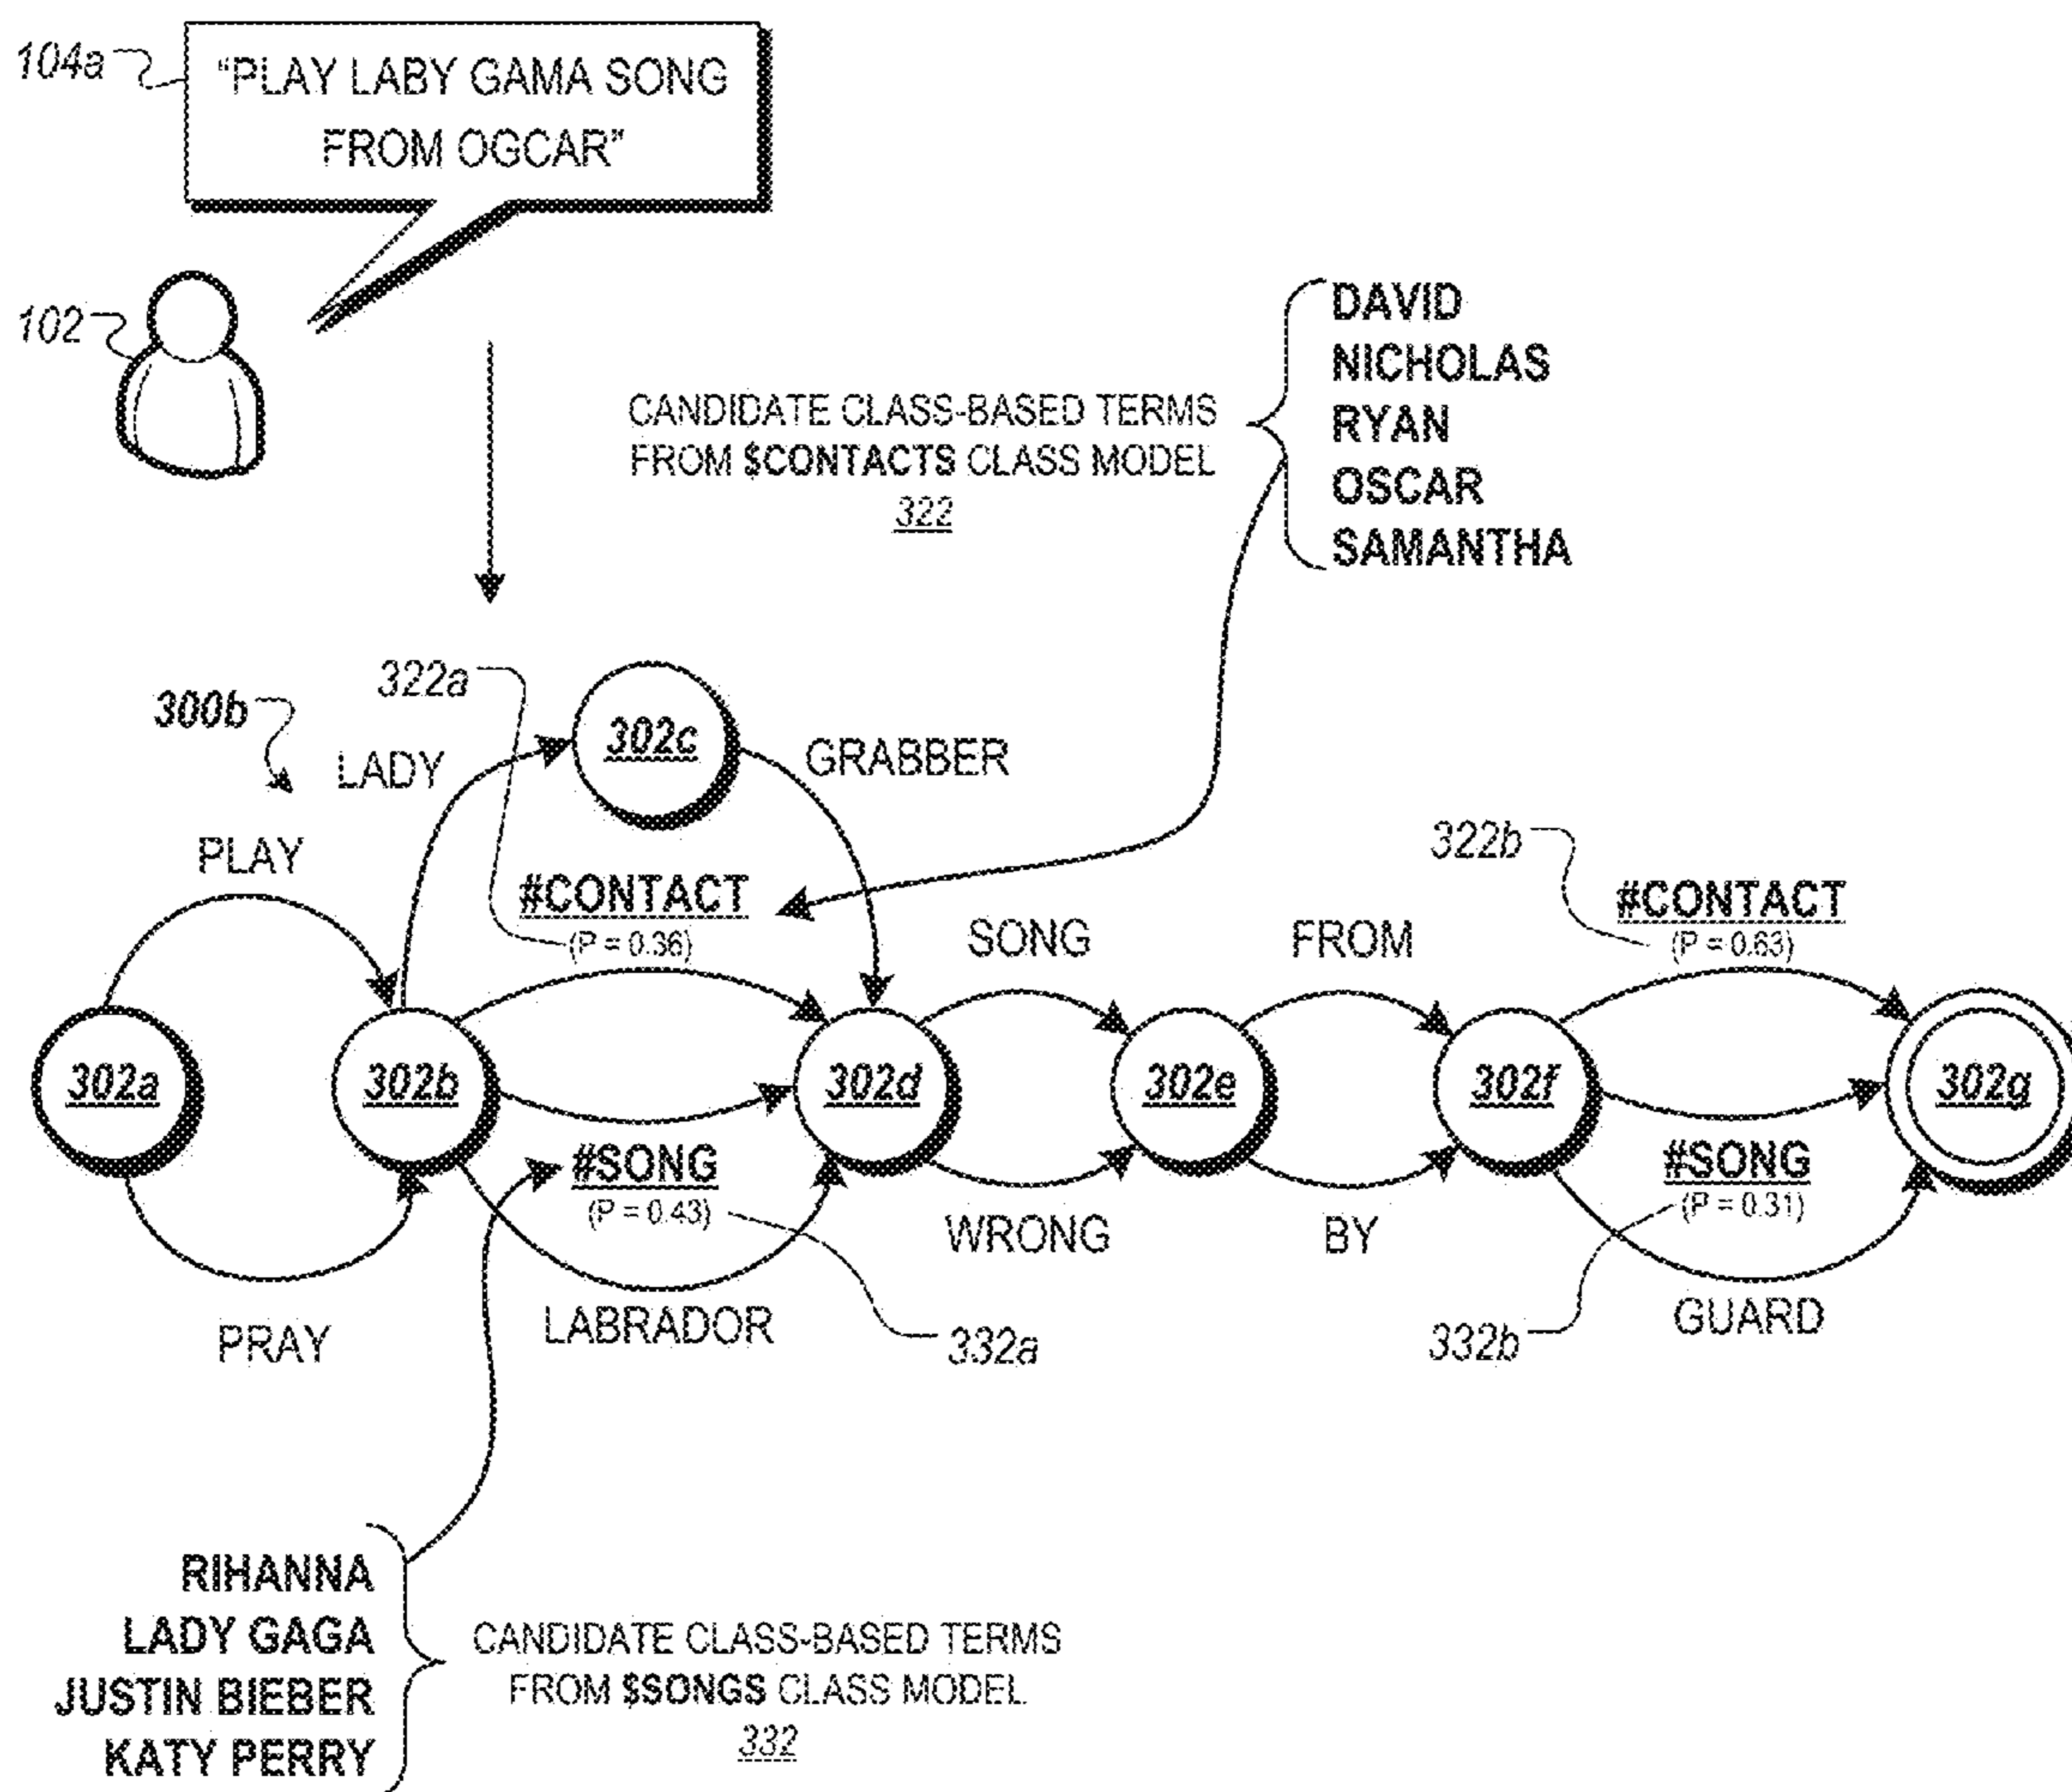 104a
"PLAY LABY GAMA SONG
FROM OGCAR"
102
DAVID
NICHOLAS
RYAN
OSCAR
SAMANTHA
CANDIDATE CLASS-BASED TERMS
FROM $CONTACTS CLASS MODEL
322
322a
300b
LADY
302c
GRABBER
PLAY
#CONTACT
(P = 0.36)
SONG
FROM
322b
#CONTACT
(P = 0.63)
302a
302b
302d
302e
302f
302g
#SONG
(P = 0.43)
#SONG
(P = 0.31)
WRONG
BY
PRAY
LABRADOR
332a
332b
GUARD
RIHANNA
LADY GAGA
JUSTIN BIEBER
KATY PERRY
CANDIDATE CLASS-BASED TERMS
FROM $SONGS CLASS MODEL
332